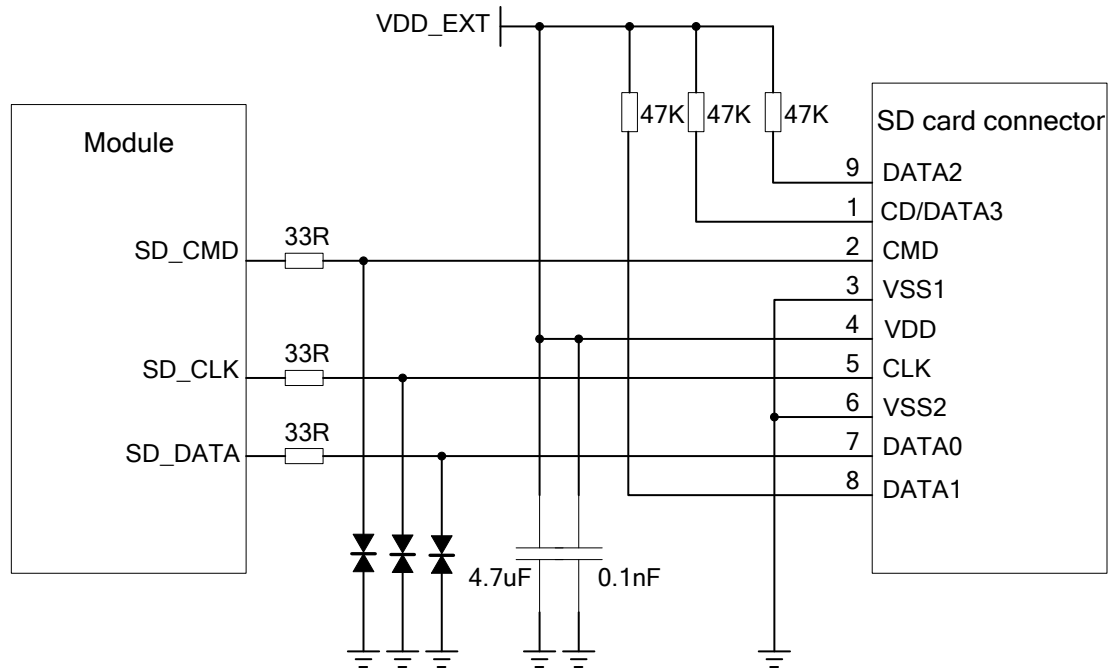 VDD_EXT
47K
47K
47K
Module
SD card connector
9
DATA2
1
CD/DATA3
SD_CMD
33R
2
CMD
3
VSS1
4
VDD
SD_CLK
33R
5
CLK
6
VSS2
SD_DATA
33R
7
DATA0
8
DATA1
4.7uF
0.1nF